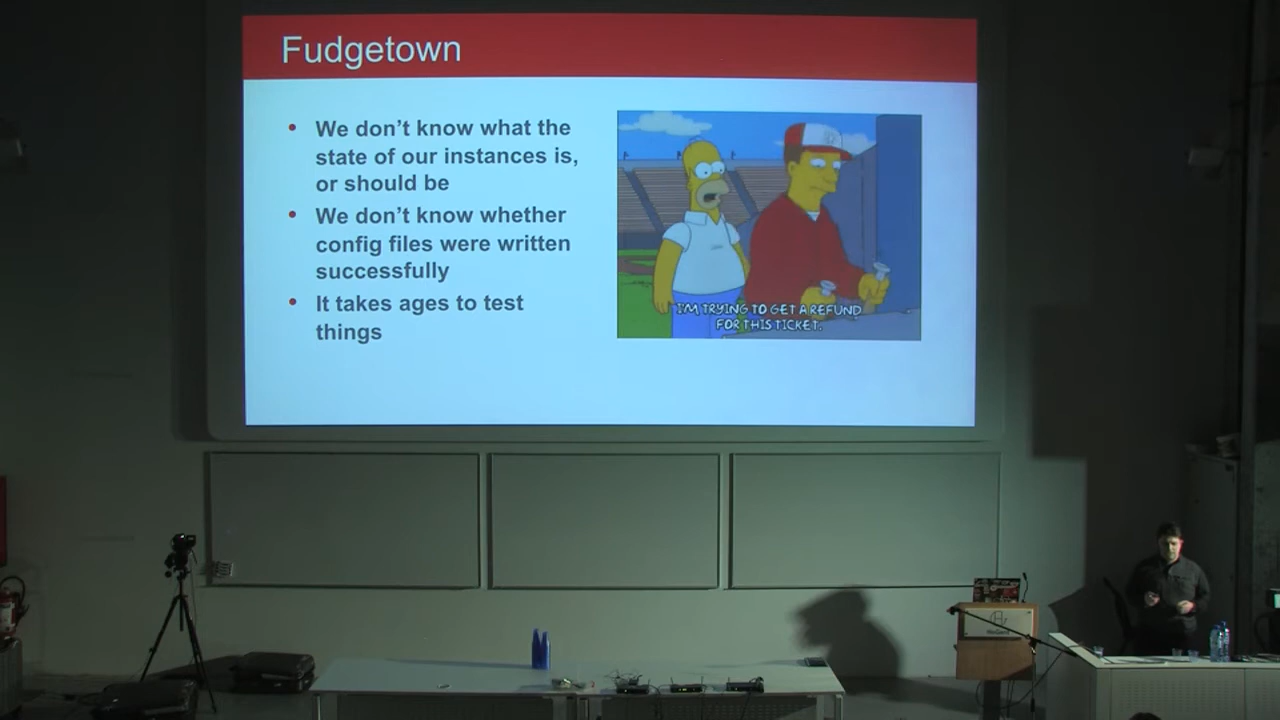 Fudgetown
• We don't know what the
state of our instances is,
or should be
• We don't know whether
config files were written
successfully
• It takes ages to test
things
I'M TRYING TO GET A REFUND
FOR THIS TICKET.